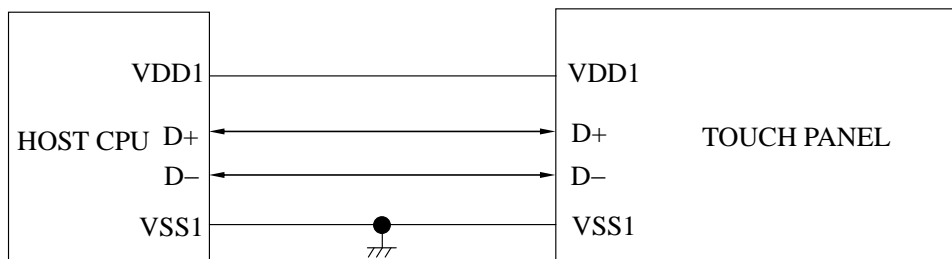 VDD1 VDD1
HOST CPU D+ D+ TOUCH PANEL
D− D−
VSS1 VSS1